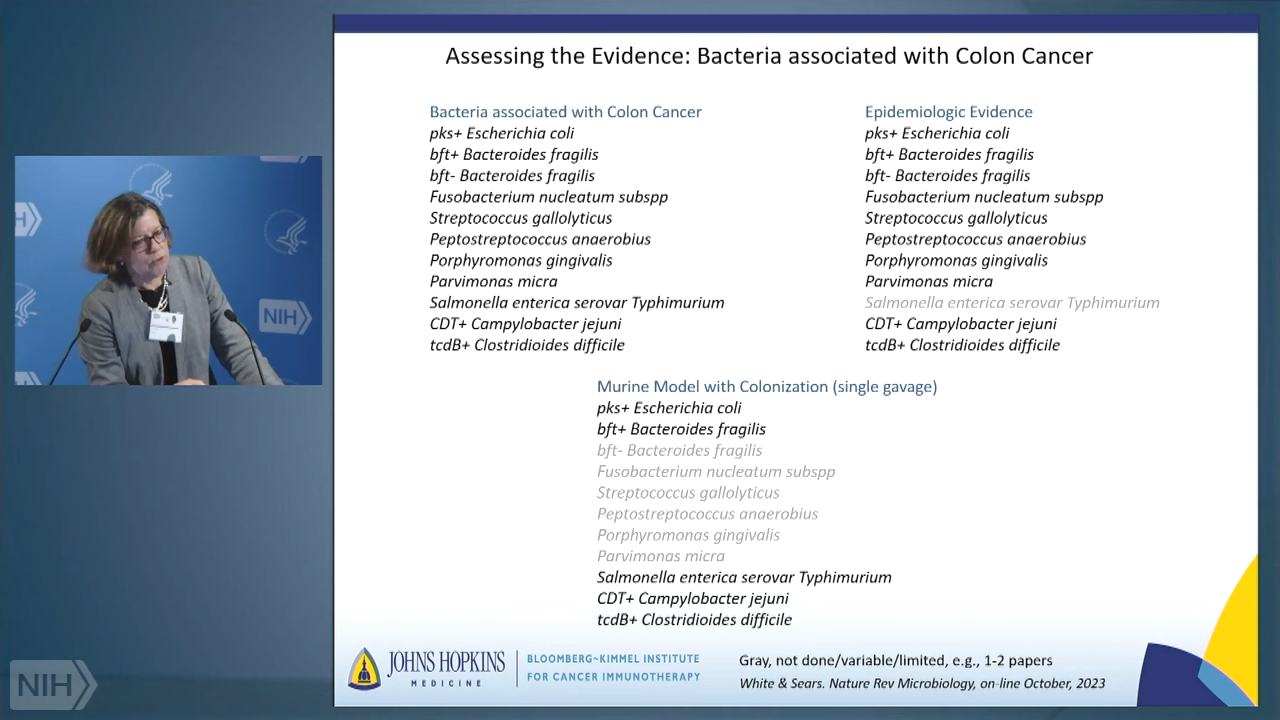 Assessing the Evidence: Bacteria associated with Colon Cancer
Bacteria associated with Colon Cancer
pks+ Escherichia coli
bft+ Bacteroides fragilis
bft- Bacteroides fragilis
Fusobacterium nucleatum subspp
Streptococcus gallolyticus
Peptostreptococcus anaerobius
Porphyromonas gingivalis
Parvimonas micra
Salmonella enterica serovar Typhimurium
CDT+ Campylobacter jejuni
tcdB+ Clostridioides difficile
Epidemiologic Evidence
pks+ Escherichia coli
bft+ Bacteroides fragilis
bft- Bacteroides fragilis
Fusobacterium nucleatum subspp
Streptococcus gallolyticus
Peptostreptococcus anaerobius
Porphyromonas gingivalis
Parvimonas micra
Salmonella enterica serovar Typhimurium
CDT+ Campylobacter jejuni
tcdB+ Clostridioides difficile
Murine Model with Colonization (single gavage)
pks+ Escherichia coli
bft+ Bacteroides fragilis
bft- Bacteroides fragilis
Fusobacterium nucleatum subspp
Streptococcus gallolyticus
Peptostreptococcus anaerobius
Porphyromonas gingivalis
Parvimonas micra
Salmonella enterica serovar Typhimurium
CDT+ Campylobacter jejuni
tcdB+ Clostridioides difficile
JOHNS HOPKINS
MEDICINE
BLOOMBERG~KIMMEL INSTITUTE
FOR CANCER IMMUNOTHERAPY
Gray, not done/variable/limited, e.g., 1-2 papers
White & Sears. Nature Rev Microbiology, on-line October, 2023
NIH
NIH